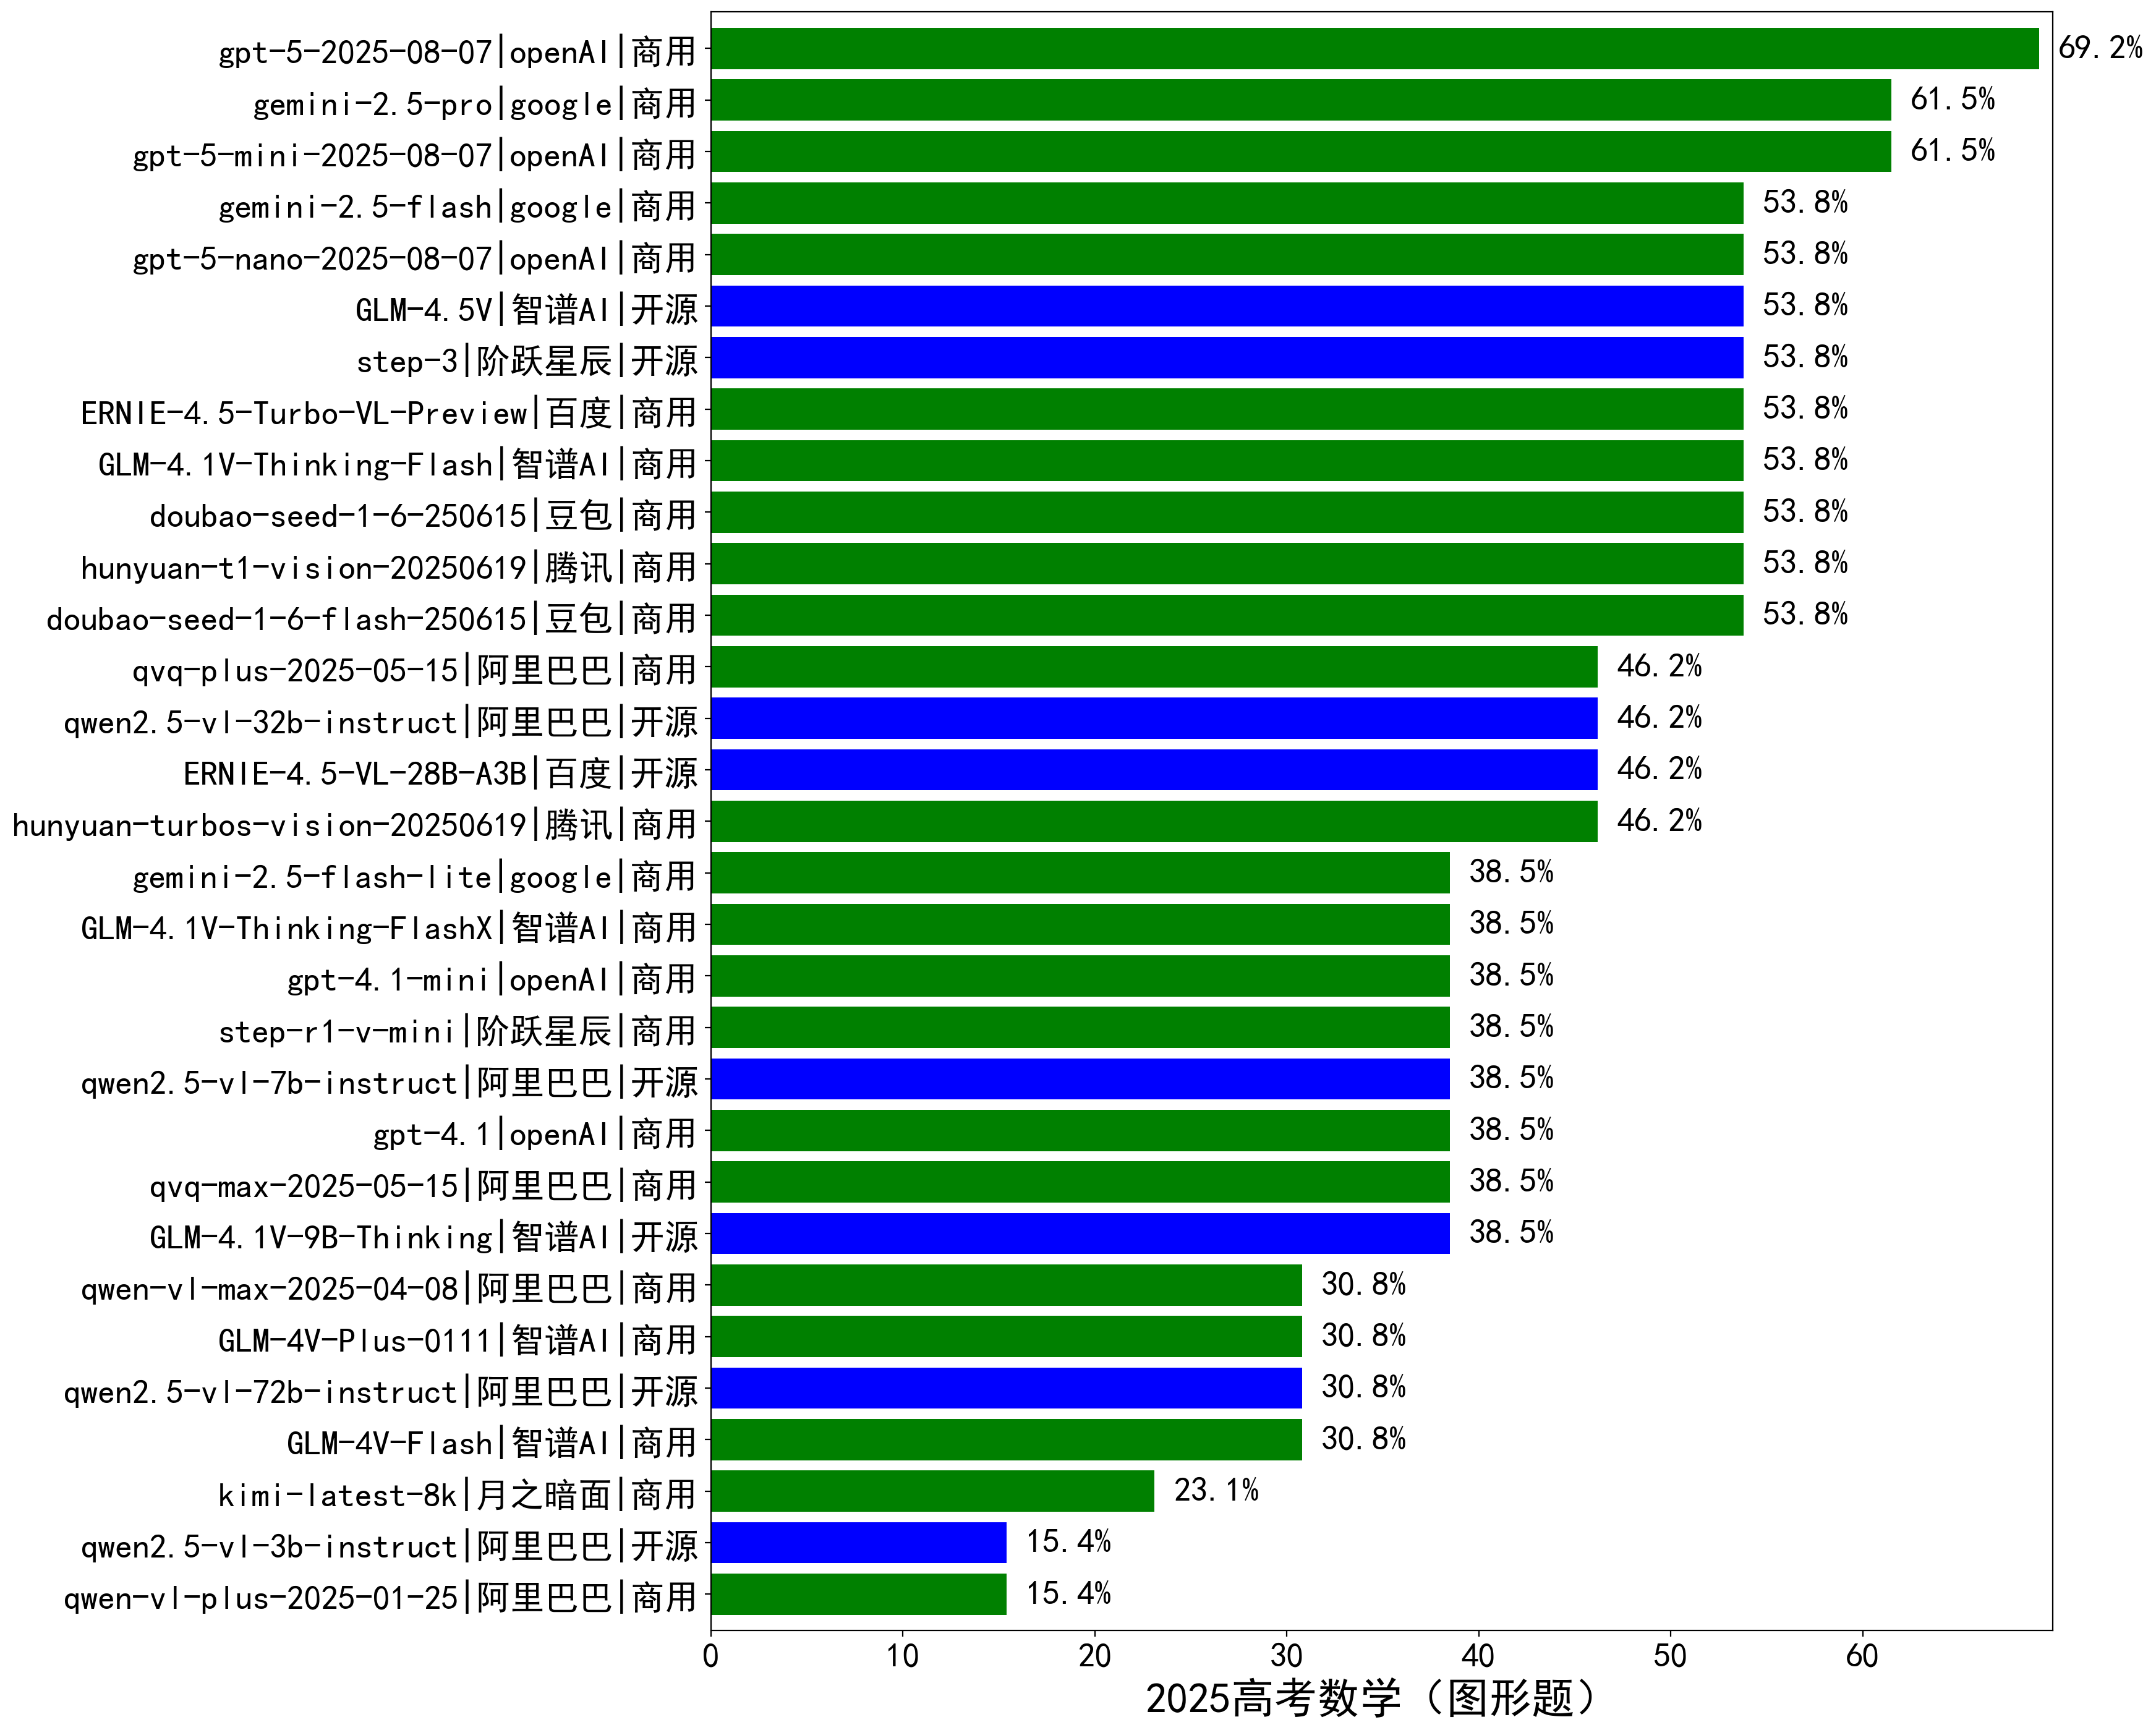 gpt-5-2025-08-07|openAI|商用 69.2%
gemini-2.5-pro|google|商用 61.5%
gpt-5-mini-2025-08-07|openAI|商用 61.5%
gemini-2.5-flash|google|商用 53.8%
gpt-5-nano-2025-08-07|openAI|商用 53.8%
GLM-4.5V|智谱AI|开源 53.8%
step-3|阶跃星辰|开源 53.8%
ERNIE-4.5-Turbo-VL-Preview|百度|商用 53.8%
GLM-4.1V-Thinking-Flash|智谱AI|商用 53.8%
doubao-seed-1-6-250615|豆包|商用 53.8%
hunyuan-t1-vision-20250619|腾讯|商用 53.8%
doubao-seed-1-6-flash-250615|豆包|商用 53.8%
qvq-plus-2025-05-15|阿里巴巴|商用 46.2%
qwen2.5-vl-32b-instruct|阿里巴巴|开源 46.2%
ERNIE-4.5-VL-28B-A3B|百度|开源 46.2%
hunyuan-turbos-vision-20250619|腾讯|商用 46.2%
gemini-2.5-flash-lite|google|商用 38.5%
GLM-4.1V-Thinking-FlashX|智谱AI|商用 38.5%
gpt-4.1-mini|openAI|商用 38.5%
step-r1-v-mini|阶跃星辰|商用 38.5%
qwen2.5-vl-7b-instruct|阿里巴巴|开源 38.5%
gpt-4.1|openAI|商用 38.5%
qvq-max-2025-05-15|阿里巴巴|商用 38.5%
GLM-4.1V-9B-Thinking|智谱AI|开源 38.5%
qwen-vl-max-2025-04-08|阿里巴巴|商用 30.8%
GLM-4V-Plus-0111|智谱AI|商用 30.8%
qwen2.5-vl-72b-instruct|阿里巴巴|开源 30.8%
GLM-4V-Flash|智谱AI|商用 30.8%
kimi-latest-8k|月之暗面|商用 23.1%
qwen2.5-vl-3b-instruct|阿里巴巴|开源 15.4%
qwen-vl-plus-2025-01-25|阿里巴巴|商用 15.4%
0 10 20 30 40 50 60
2025高考数学（图形题）